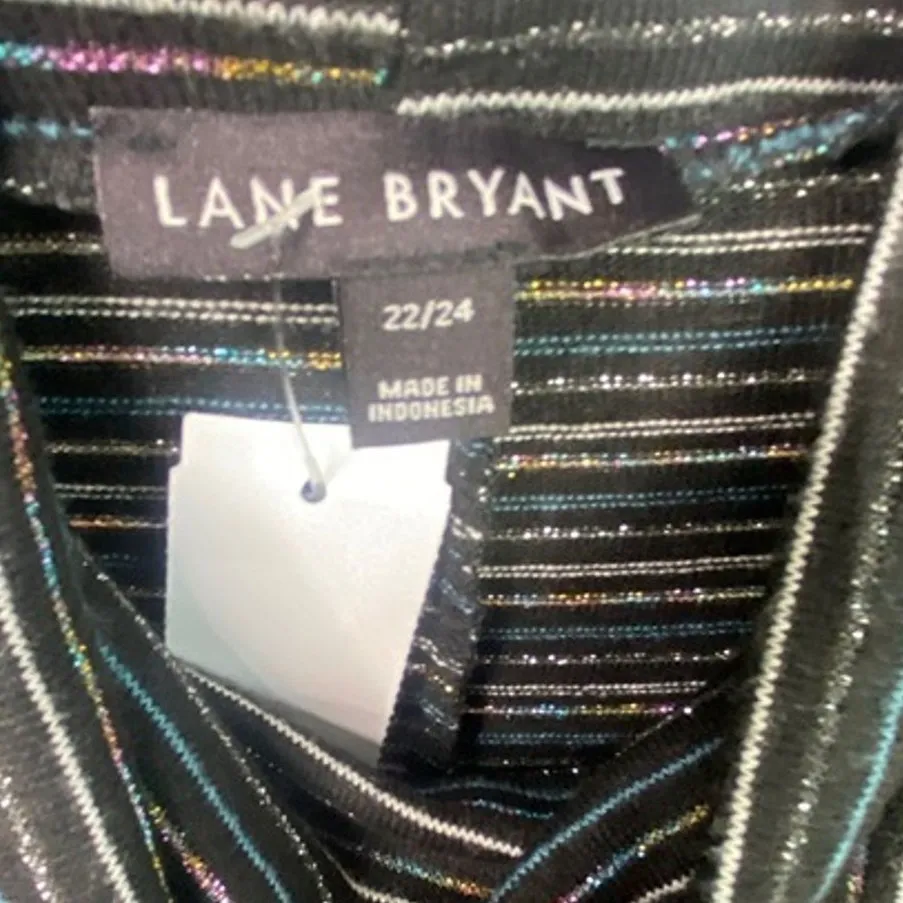 LANE BRYANT
22/24
MADE IN
INDONESIA